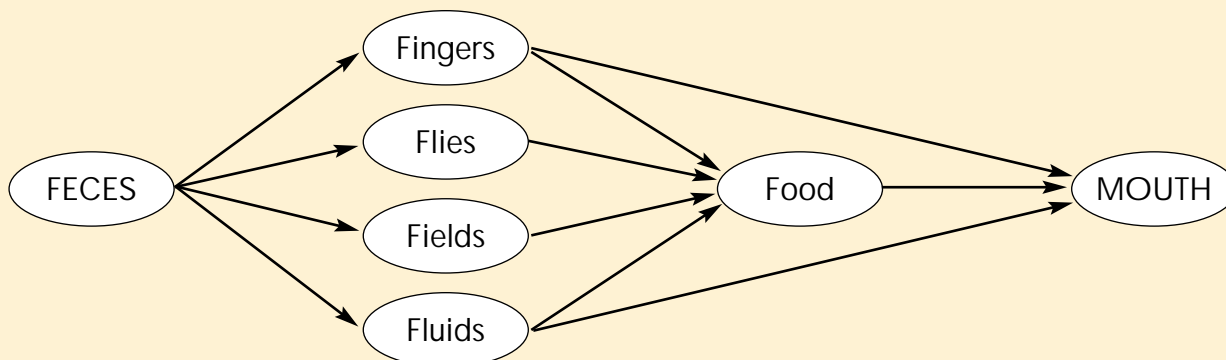 Fingers
Flies
FECES
Food
MOUTH
Fields
Fluids